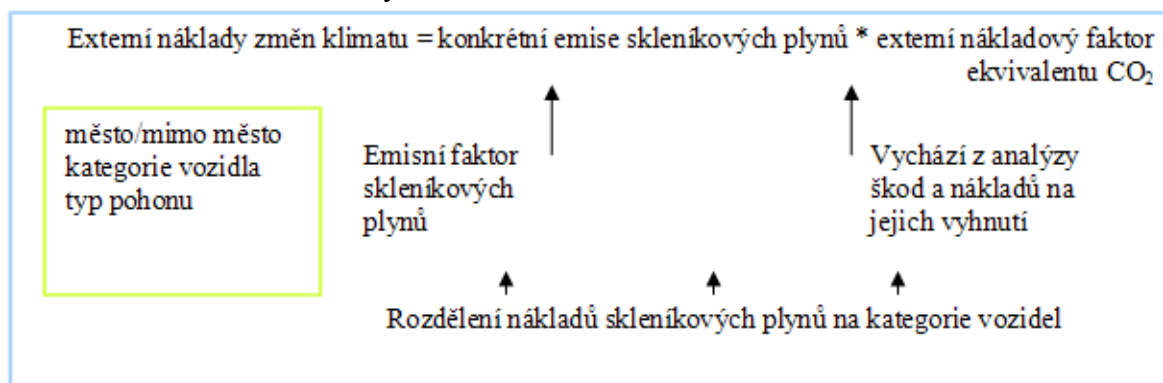 Externí náklady změn klimatu = konkrétní emise skleníkových plynů * externí nákladový faktor
ekvivalentu CO₂
město/mimo město
kategorie vozidla
typ pohonu
Emisní faktor
skleníkových
plynů
Vychází z analýzy
škod a nákladů na
jejich vyhnutí
Rozdělení nákladů skleníkových plynů na kategorie vozidel